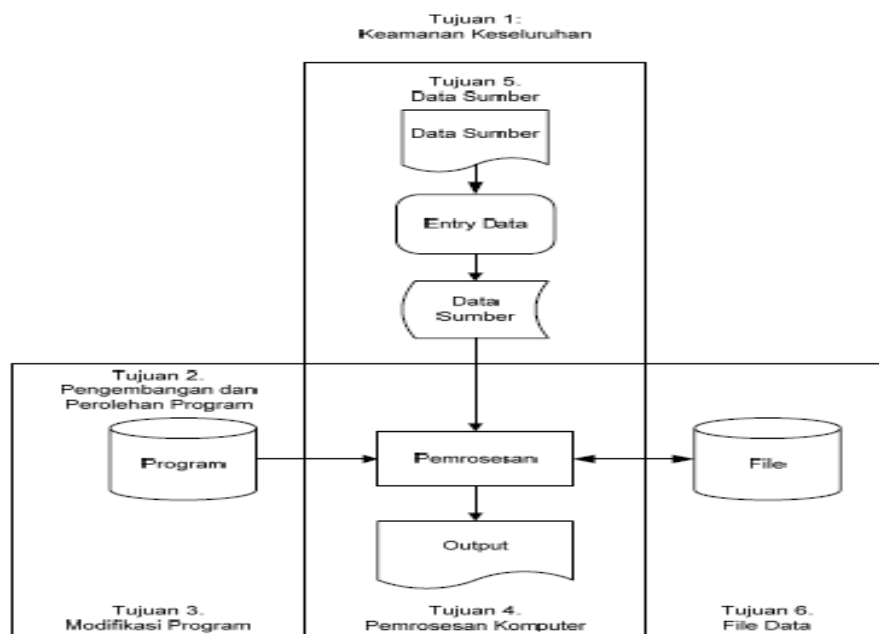 Tujuan 1:
Keamanan Keseluruhan
Tujuan 5.
Data Sumber
Data Sumber
Entry Data
Data
Sumber
Tujuan 2.
Pengembangan dan
Perolehan Program
Program
Pemrosesan
File
Output
Tujuan 3.
Modifikasi Program
Tujuan 4.
Pemrosesan Komputer
Tujuan 6.
File Data